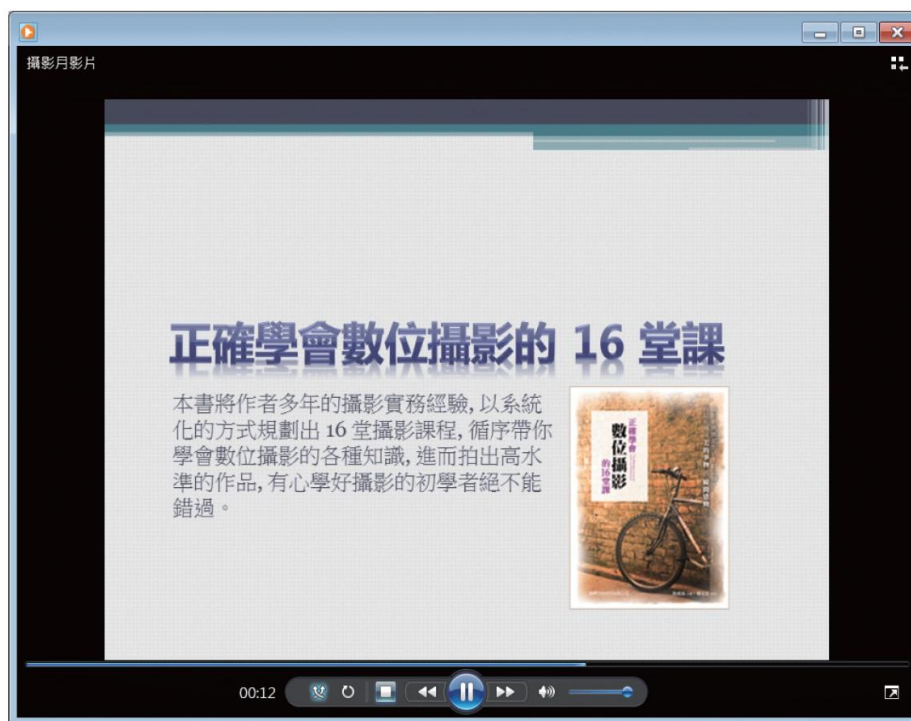 攝影月影片
正確學會數位攝影的 16 堂課
本書將作者多年的攝影實務經驗, 以系統
化的方式規劃出 16 堂攝影課程, 循序帶你
學會數位攝影的各種知識, 進而拍出高水
準的作品, 有心學好攝影的初學者絕不能
錯過。
正確學會
數位攝影
的16堂課
00:12